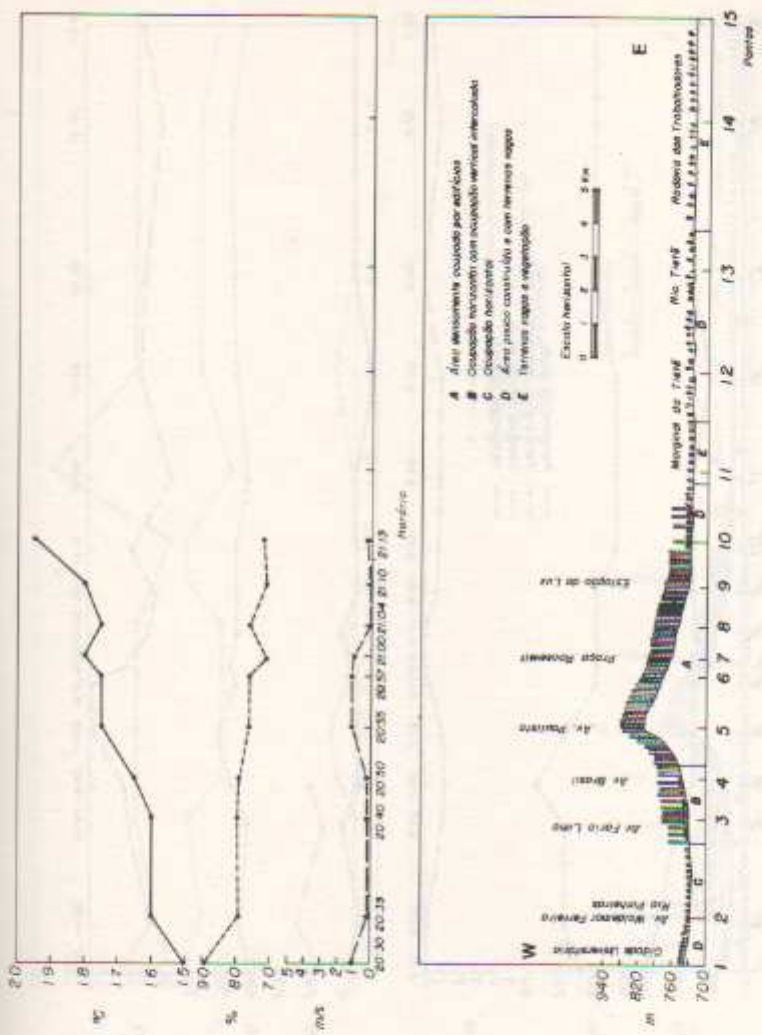 20
18
16
15
°C
90
80
70
%
5
4
2
0
m/s
20:30
20:35
20:40
20:50
20:55
20:57
21:00
21:04
21:10
21:13
Horário
W
E
940
820
760
700
m
Cidade Universitária
Av. Waldemar Ferreira
Rio Pinheiros
Av. Faria Lima
Av. Brasil
Av. Paulista
Praça Roosevelt
Estação da Luz
Marginal do Tietê
Rio Tietê
Rodovia dos Trabalhadores
A Área densamente ocupada por edifícios
B Ocupação horizontal com ocupação vertical intercalada
C Ocupação horizontal
D Área pouco construída e com terrenos vagos
E Terrenos vagos e vegetação
Escala horizontal
0 1 2 3 4 5 Km
D C B A D E D E
1 2 3 4 5 6 7 8 9 10 11 12 13 14 15
Pontos